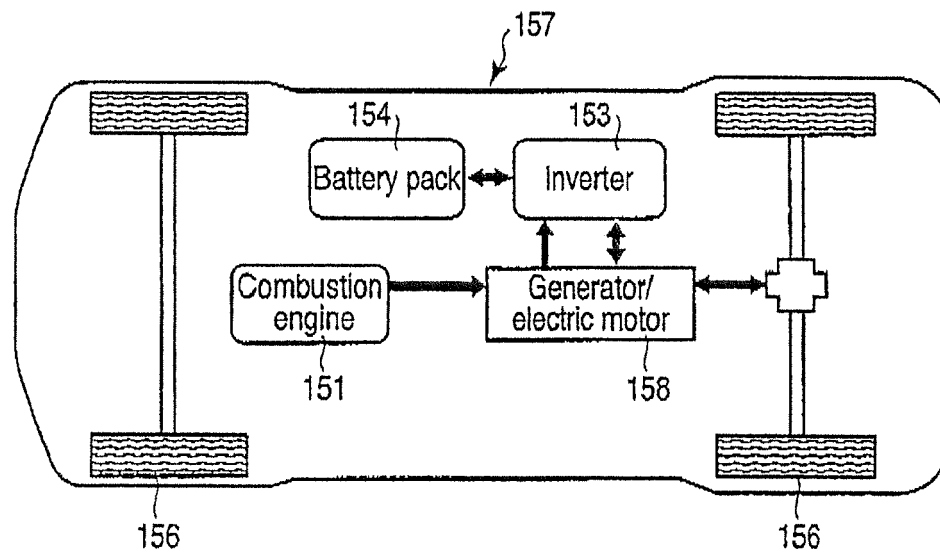 157
154
153
Battery pack
Inverter
Combustion
engine
Generator/
electric motor
151
158
156
156